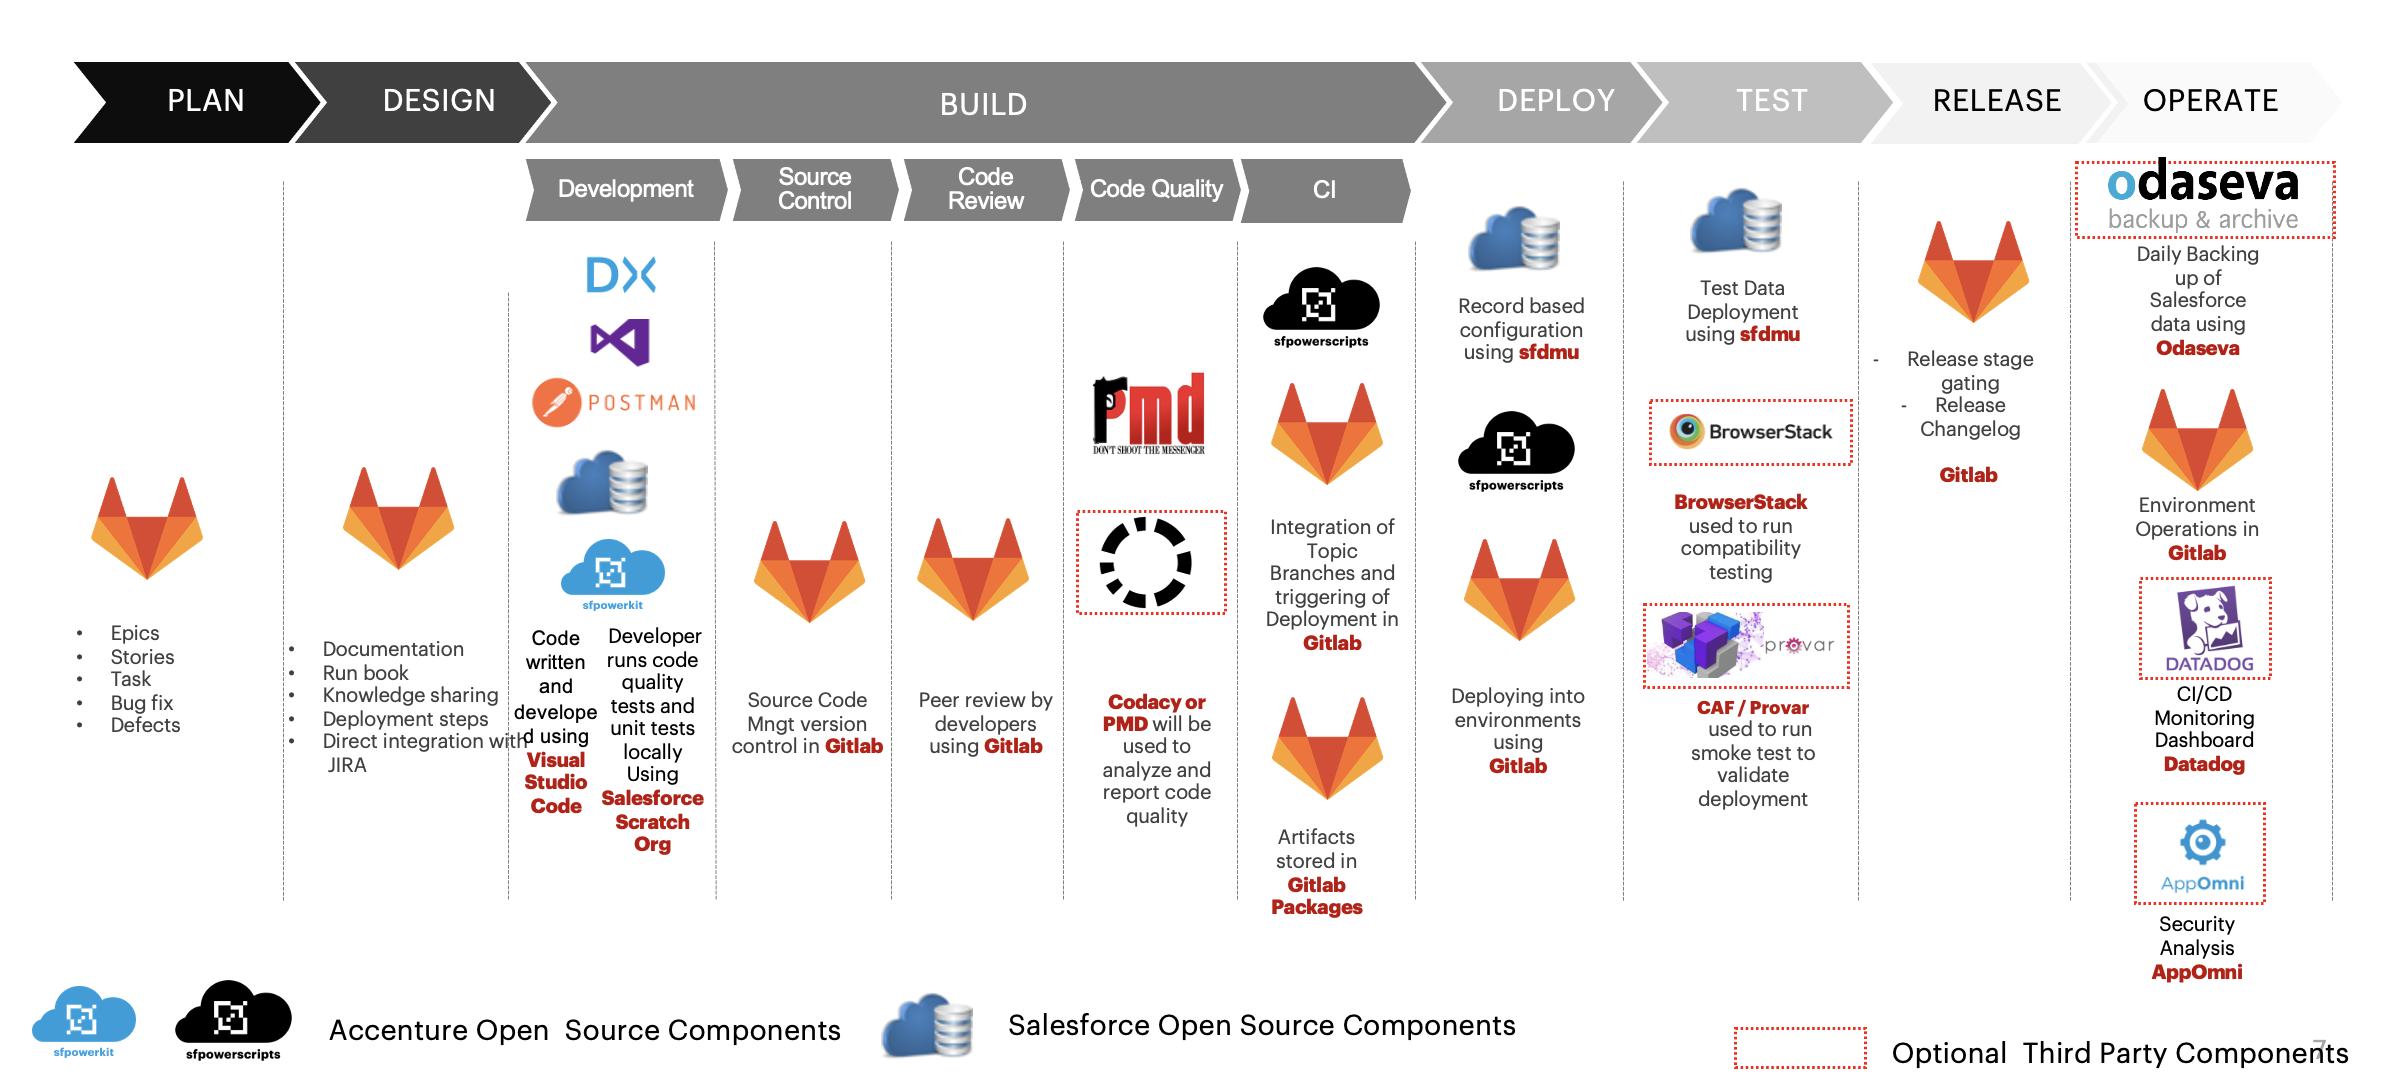 PLAN
DESIGN
BUILD
DEPLOY
TEST
RELEASE
OPERATE
Development
Source
Control
Code
Review
Code Quality
CI
Epics
Stories
Task
Bug fix
Defects
Documentation
Run book
Knowledge sharing
Deployment steps
Direct integration with
JIRA
DX
POSTMAN
sfpowerkit
Code
written
and
develope
d using
Visual
Studio
Code
Developer
runs code
quality
tests and
unit tests
locally
Using
Salesforce
Scratch
Org
Source Code
Mngt version
control in Gitlab
Peer review by
developers
using Gitlab
Pmd
DON'T SHOOT THE MESSENGER
Codacy or
PMD will be
used to
analyze and
report code
quality
sfpowerscripts
Integration of
Topic
Branches and
triggering of
Deployment in
Gitlab
Artifacts
stored in
Gitlab
Packages
Record based
configuration
using sfdmu
sfpowerscripts
Deploying into
environments
using
Gitlab
Test Data
Deployment
using sfdmu
BrowserStack
BrowserStack
used to run
compatibility
testing
provar
CAF / Provar
used to run
smoke test to
validate
deployment
- Release stage
gating
- Release
Changelog
Gitlab
odaseva
backup & archive
Daily Backing
up of
Salesforce
data using
Odaseva
Environment
Operations in
Gitlab
DATADOG
CI/CD
Monitoring
Dashboard
Datadog
AppOmni
Security
Analysis
AppOmni
sfpowerkit
sfpowerscripts
Accenture Open Source Components
Salesforce Open Source Components
Optional Third Party Components
7